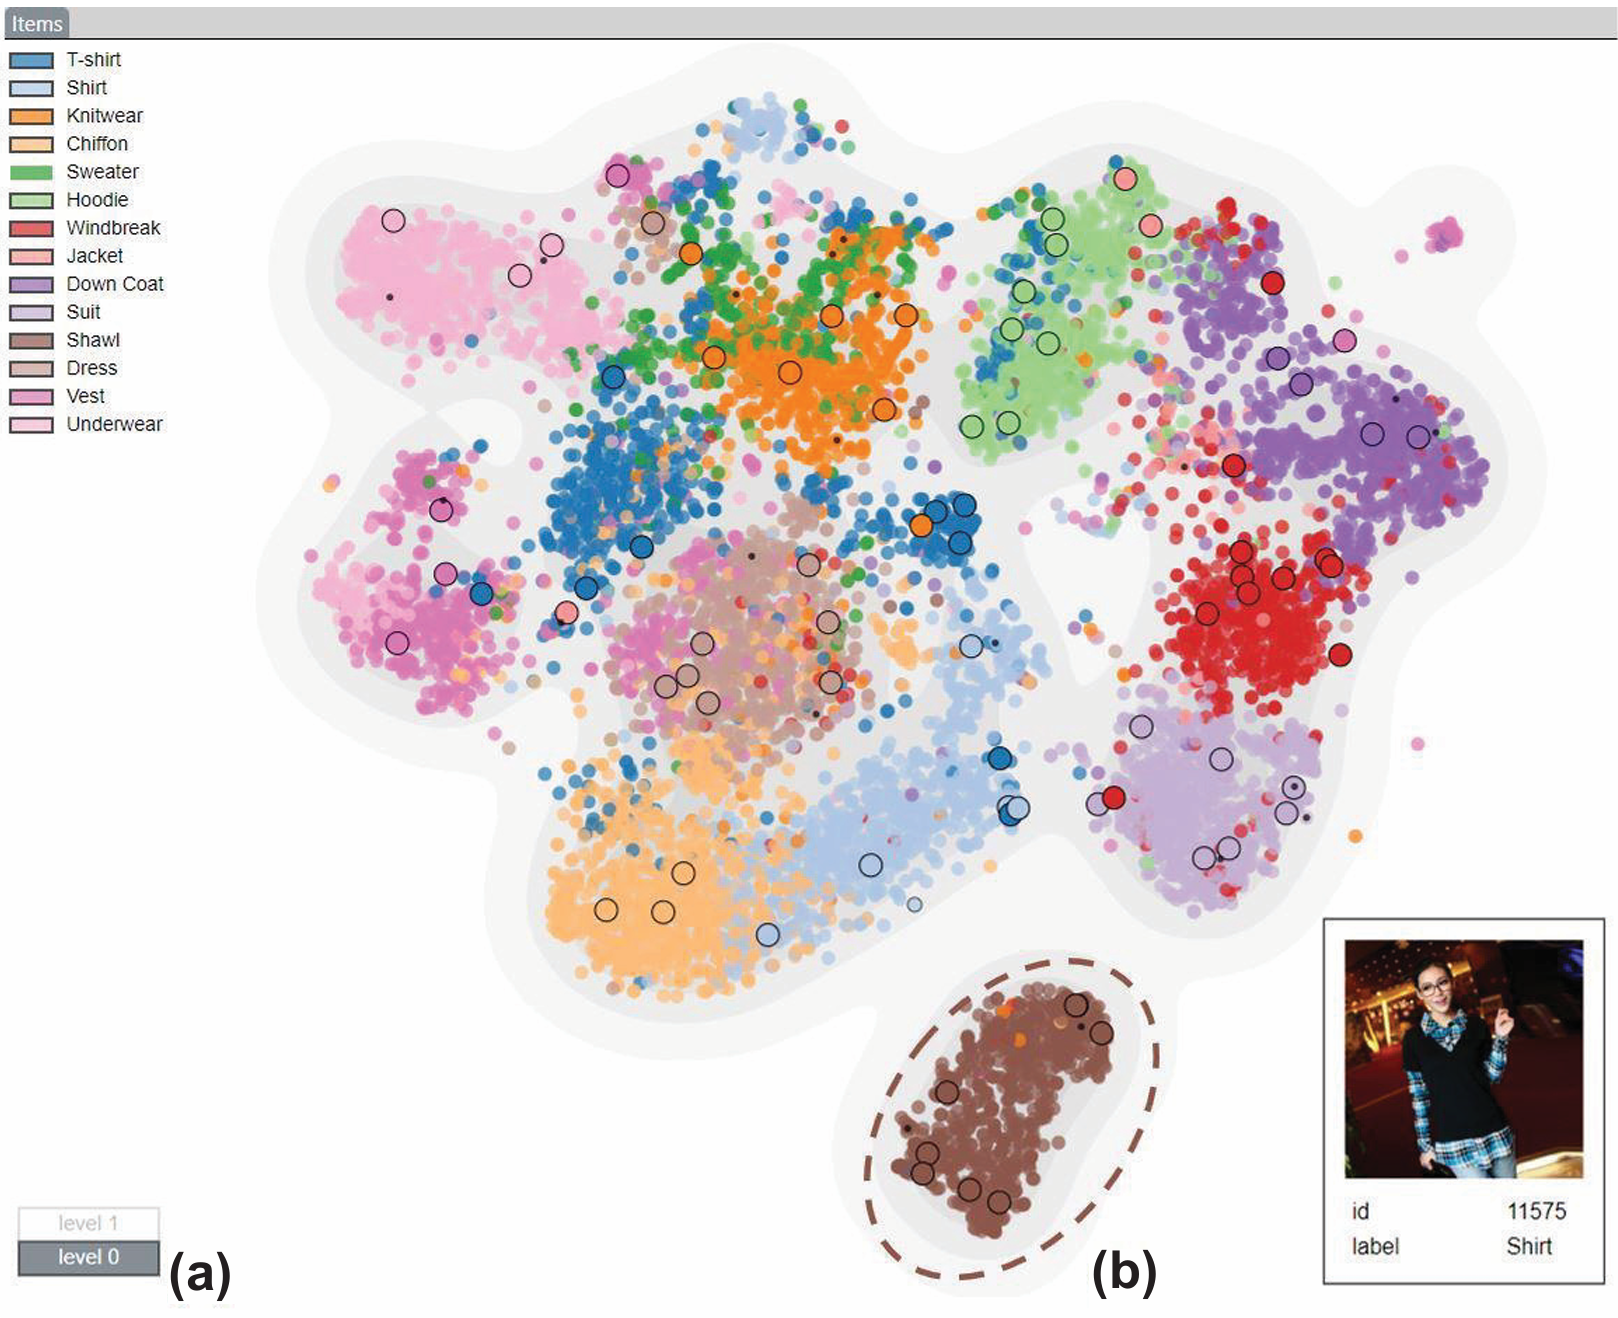 Items
T-shirt
Shirt
Knitwear
Chiffon
Sweater
Hoodie
Windbreak
Jacket
Down Coat
Suit
Shawl
Dress
Vest
Underwear
level 1
level 0
(a)
(b)
id 11575
label Shirt